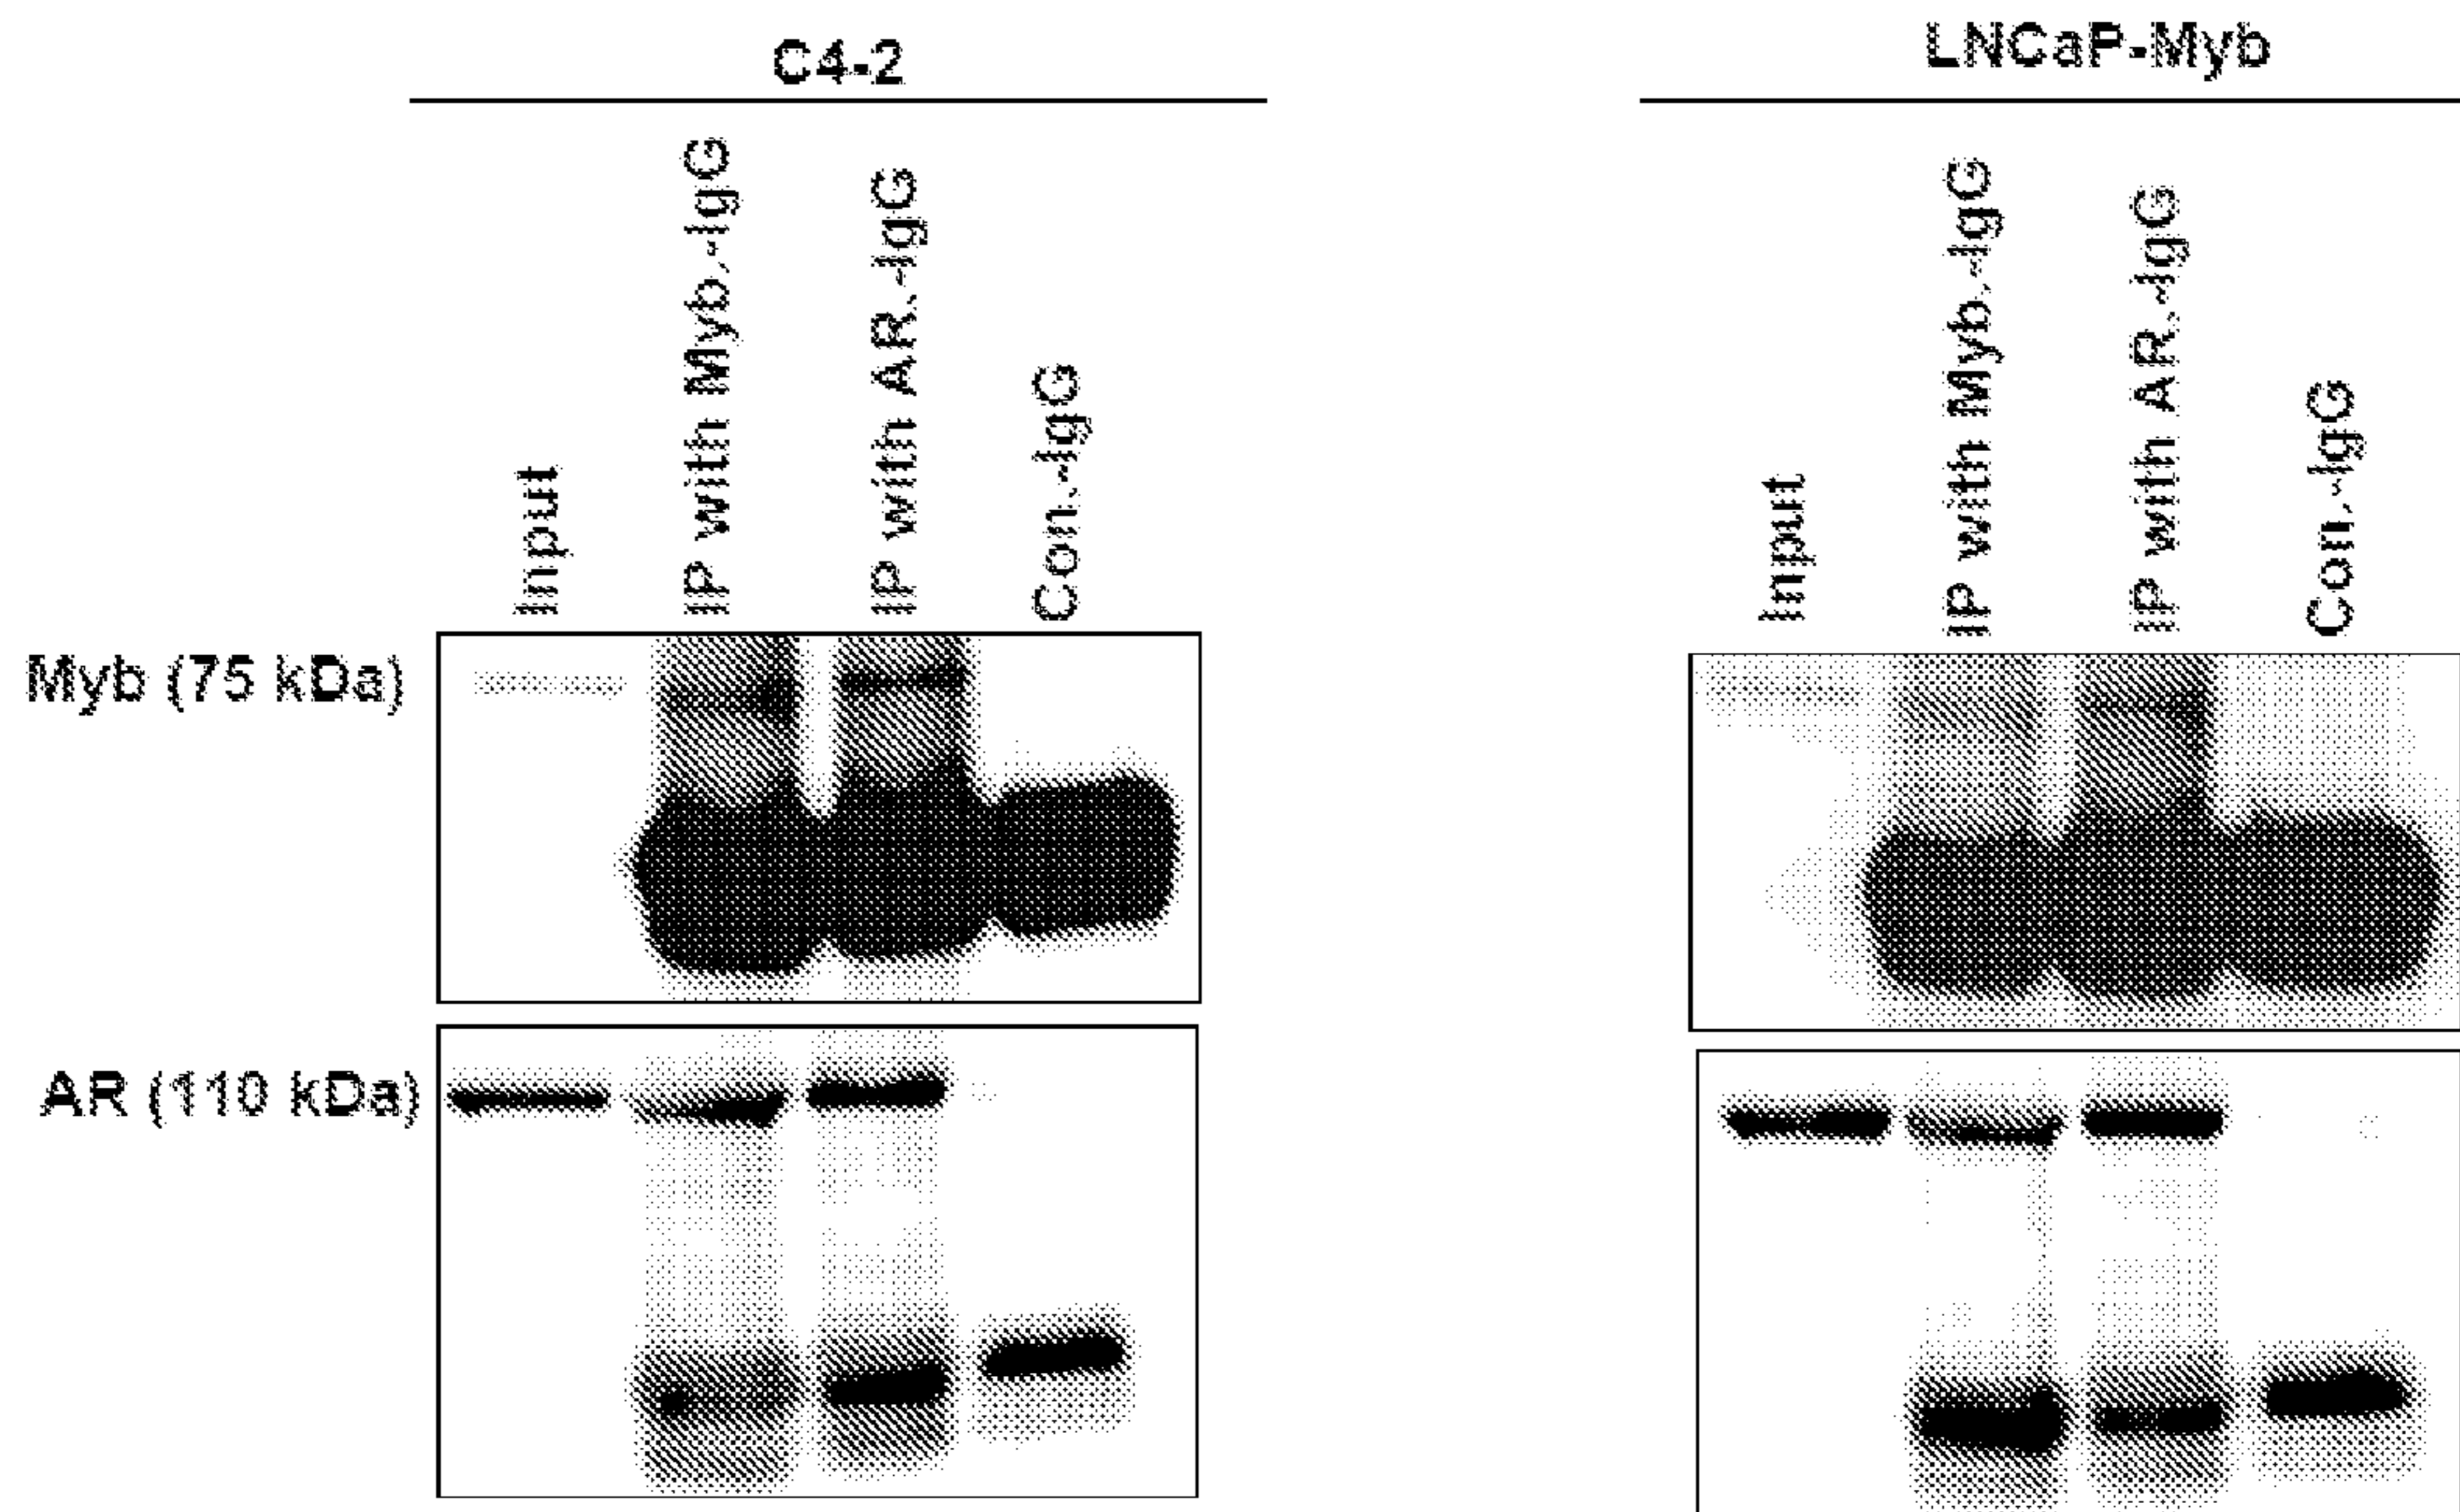 C4-2
LNCaP-Myb
Input
IP with Myb.-IgG
IP with AR.-IgG
Con.-IgG
Input
IP with Myb.-IgG
IP with AR.-IgG
Con.-IgG
Myb (75 kDa)
AR (110 kDa)